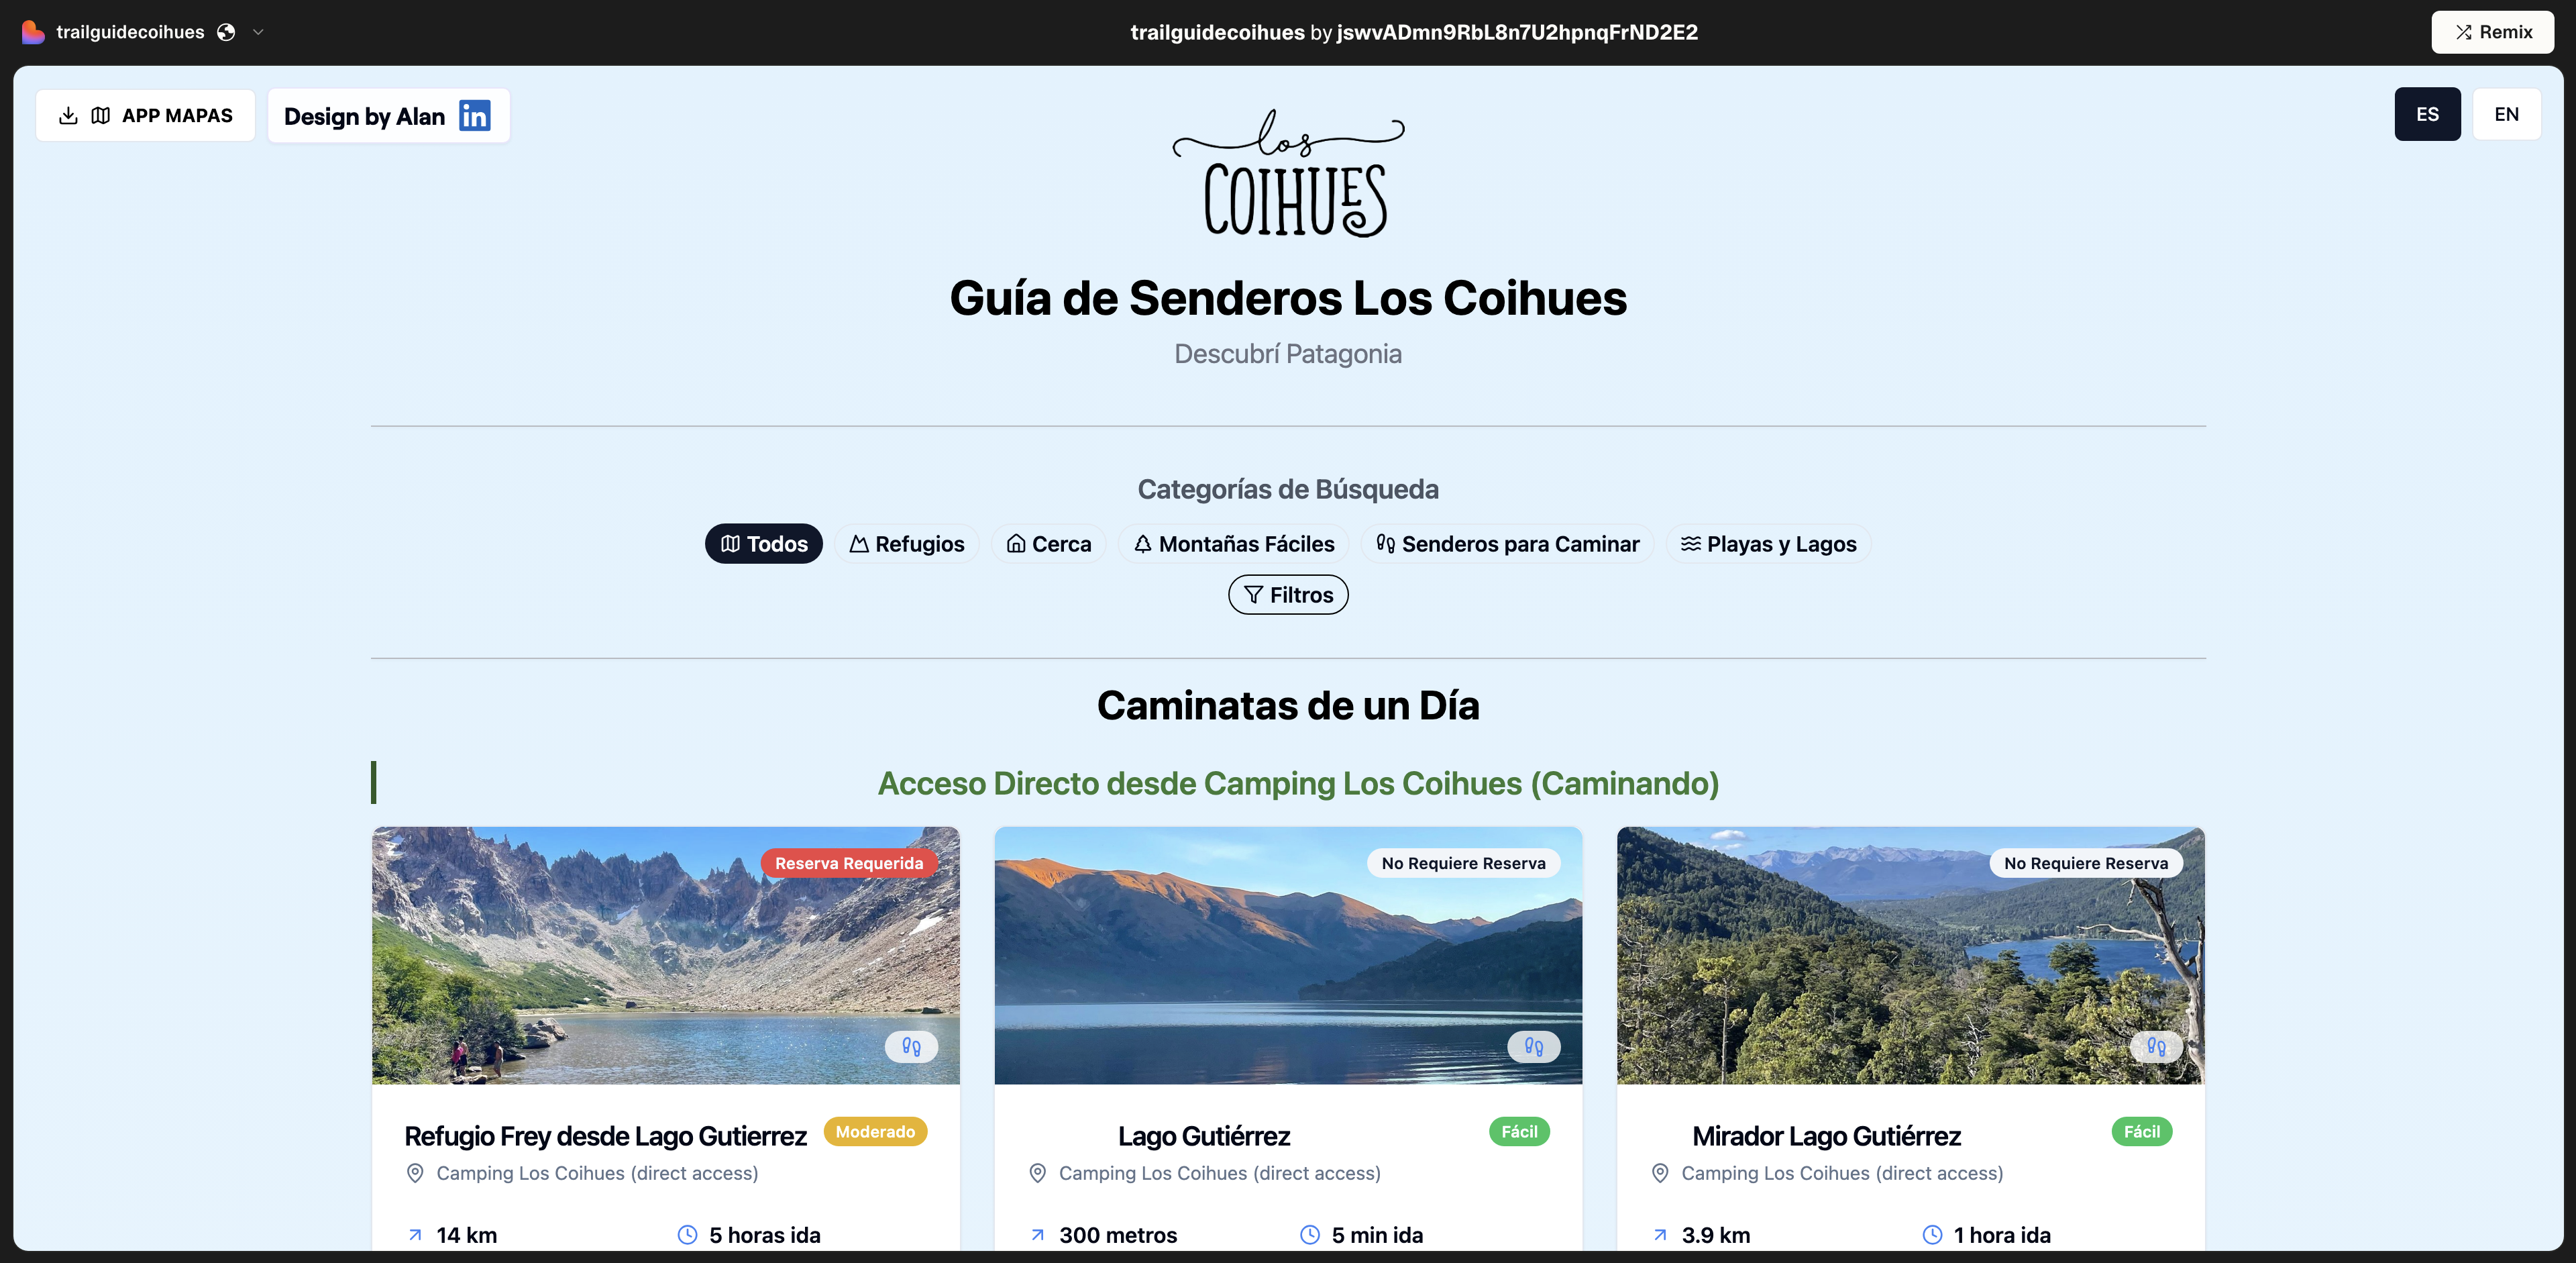 trailguidecoihues
trailguidecoihues by jswvADmn9RbL8n7U2hpnqFrND2E2
Remix
APP MAPAS
Design by Alan in
ES
EN
los
COIHUES
Guía de Senderos Los Coihues
Descubrí Patagonia
Categorías de Búsqueda
Todos
Refugios
Cerca
Montañas Fáciles
Senderos para Caminar
Playas y Lagos
Filtros
Caminatas de un Día
Acceso Directo desde Camping Los Coihues (Caminando)
Reserva Requerida
Refugio Frey desde Lago Gutierrez
Moderado
Camping Los Coihues (direct access)
14 km
5 horas ida
No Requiere Reserva
Lago Gutiérrez
Fácil
Camping Los Coihues (direct access)
300 metros
5 min ida
No Requiere Reserva
Mirador Lago Gutiérrez
Fácil
Camping Los Coihues (direct access)
3.9 km
1 hora ida